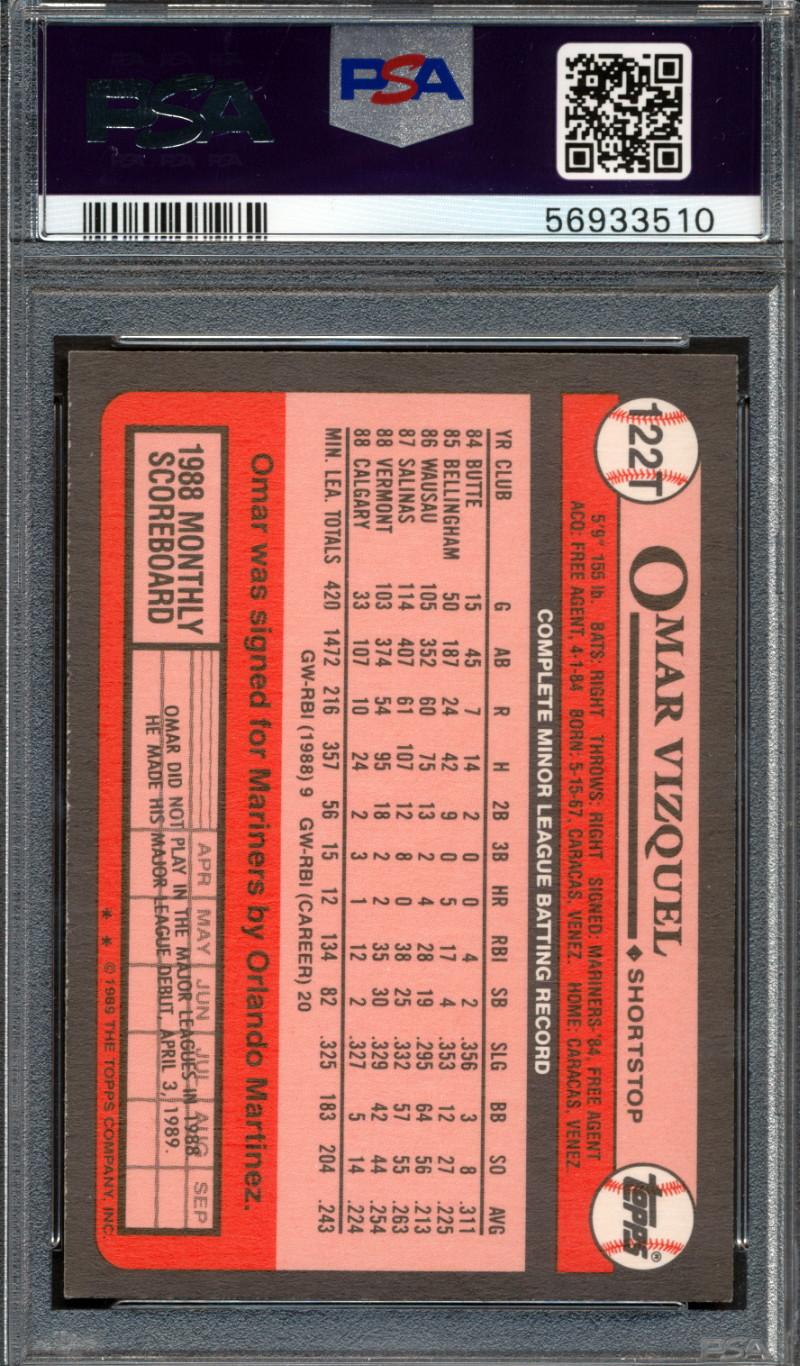 PSA
PSA
56933510
122T
OMAR VIZQUEL ♦ SHORTSTOP
topps®
5'9" 155 lb. BATS: RIGHT THROWS: RIGHT SIGNED: MARINERS-'84, FREE AGENT
ACQ: FREE AGENT, 4-1-84 BORN: 5-15-67, CARACAS, VENEZ. HOME: CARACAS, VENEZ.
COMPLETE MINOR LEAGUE BATTING RECORD
YR CLUB G AB R H 2B 3B HR RBI SB SLG BB SO AVG
84 BUTTE 15 45 7 14 2 0 0 4 2 .356 3 8 .311
85 BELLINGHAM 50 187 24 42 9 0 5 17 4 .353 12 27 .225
86 WAUSAU 105 352 60 75 13 2 4 28 19 .295 64 56 .213
87 SALINAS 114 407 61 107 12 8 0 38 25 .332 57 55 .263
88 VERMONT 103 374 54 95 18 2 2 35 30 .329 42 44 .254
88 CALGARY 33 107 10 24 2 3 1 12 2 .327 5 14 .224
MIN. LEA. TOTALS 420 1472 216 357 56 15 12 134 82 .325 183 204 .243
GW-RBI (1988) 9 GW-RBI (CAREER) 20
Omar was signed for Mariners by Orlando Martinez.
1988 MONTHLY
SCOREBOARD
APR MAY JUN JUL AUG SEP
OMAR DID NOT PLAY IN THE MAJOR LEAGUES IN 1988
HE MADE HIS MAJOR LEAGUE DEBUT, APRIL 3, 1989.
* * © 1989 THE TOPPS COMPANY, INC.
PSA